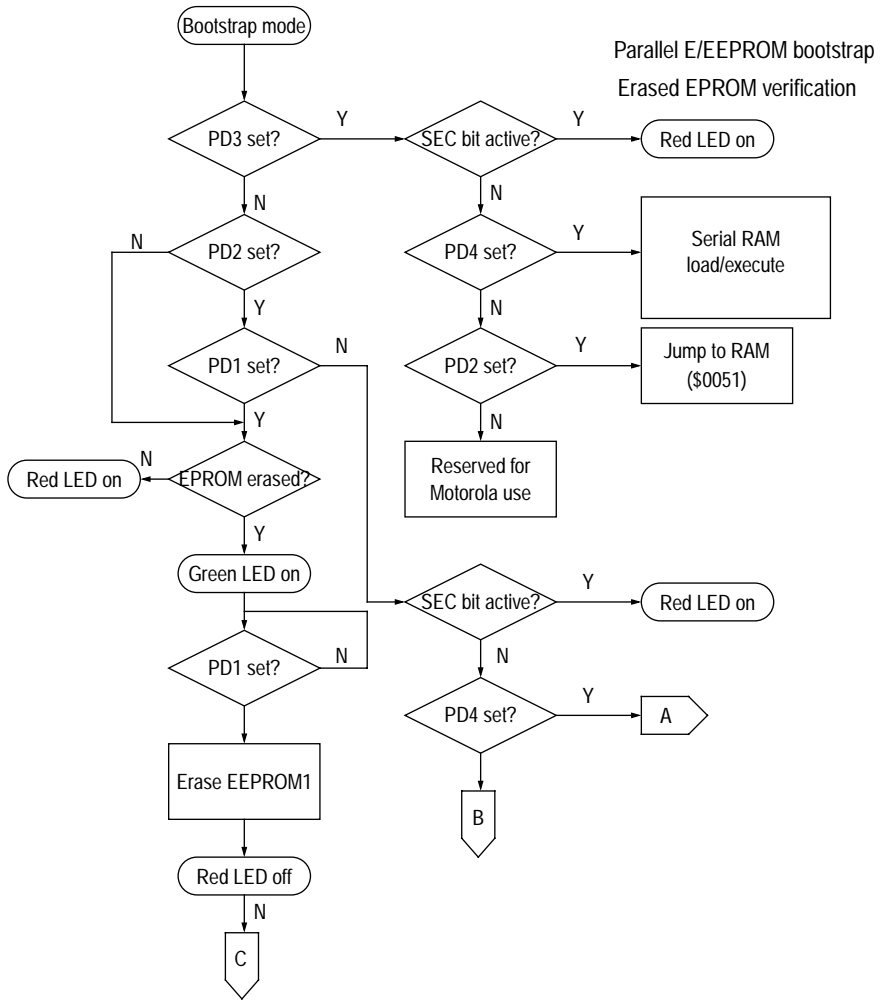 Bootstrap mode
Parallel E/EEPROM bootstrap
Erased EPROM verification
PD3 set?
Y
SEC bit active?
Y
Red LED on
N
N
N
PD2 set?
PD4 set?
Y
Serial RAM
load/execute
Y
N
PD1 set?
N
PD2 set?
Y
Jump to RAM
($0051)
Y
N
Red LED on
N
EPROM erased?
Reserved for
Motorola use
Y
Green LED on
SEC bit active?
Y
Red LED on
PD1 set?
N
N
PD4 set?
Y
A
Erase EEPROM1
B
Red LED off
N
C